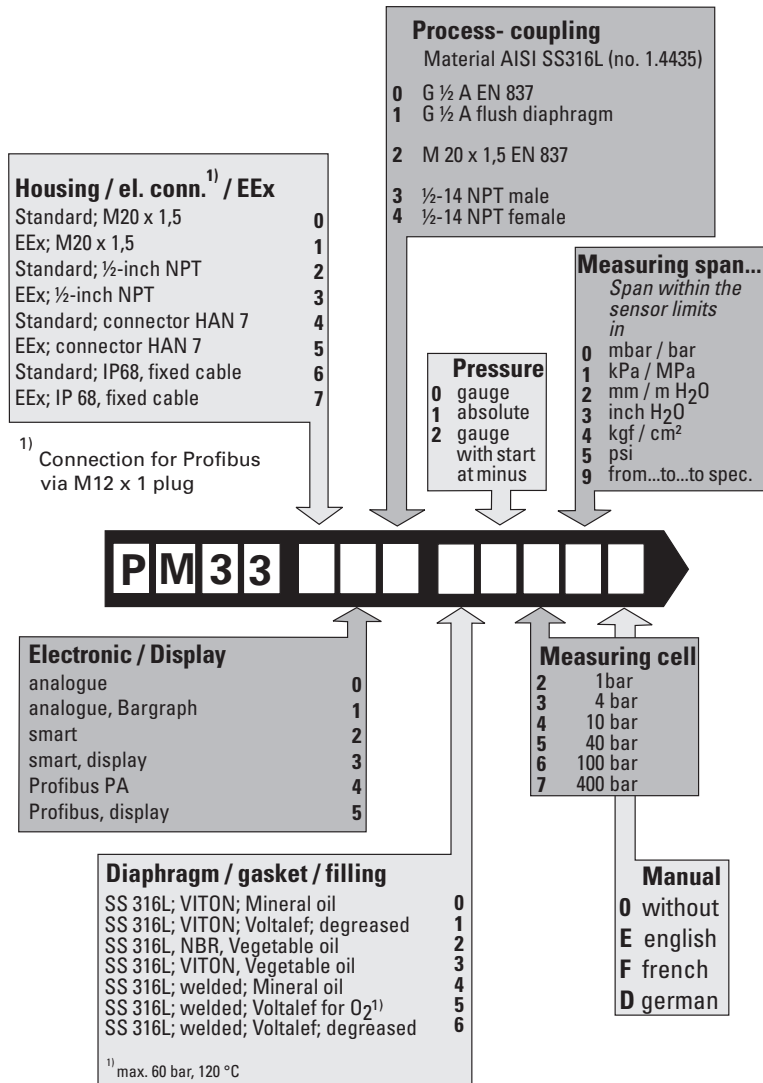 Process- coupling
Material AISI SS316L (no. 1.4435)
0 G ½ A EN 837
1 G ½ A flush diaphragm
2 M 20 x 1,5 EN 837
3 ½-14 NPT male
4 ½-14 NPT female
Housing / el. conn.1) / EEx
Standard; M20 x 1,5 0
EEx; M20 x 1,5 1
Standard; ½-inch NPT 2
EEx; ½-inch NPT 3
Standard; connector HAN 7 4
EEx; connector HAN 7 5
Standard; IP68, fixed cable 6
EEx; IP 68, fixed cable 7
1) Connection for Profibus
via M12 x 1 plug
Pressure
0 gauge
1 absolute
2 gauge
with start
at minus
Measuring span...
Span within the
sensor limits
in
0 mbar / bar
1 kPa / MPa
2 mm / m H2O
3 inch H2O
4 kgf / cm²
5 psi
9 from...to...to spec.
PM33
Electronic / Display
analogue 0
analogue, Bargraph 1
smart 2
smart, display 3
Profibus PA 4
Profibus, display 5
Measuring cell
2 1bar
3 4 bar
4 10 bar
5 40 bar
6 100 bar
7 400 bar
Diaphragm / gasket / filling
SS 316L; VITON; Mineral oil 0
SS 316L; VITON; Voltalef; degreased 1
SS 316L, NBR, Vegetable oil 2
SS 316L; VITON, Vegetable oil 3
SS 316L; welded; Mineral oil 4
SS 316L; welded; Voltalef for O2 1) 5
SS 316L; welded; Voltalef; degreased 6
1) max. 60 bar, 120 °C
Manual
0 without
E english
F french
D german